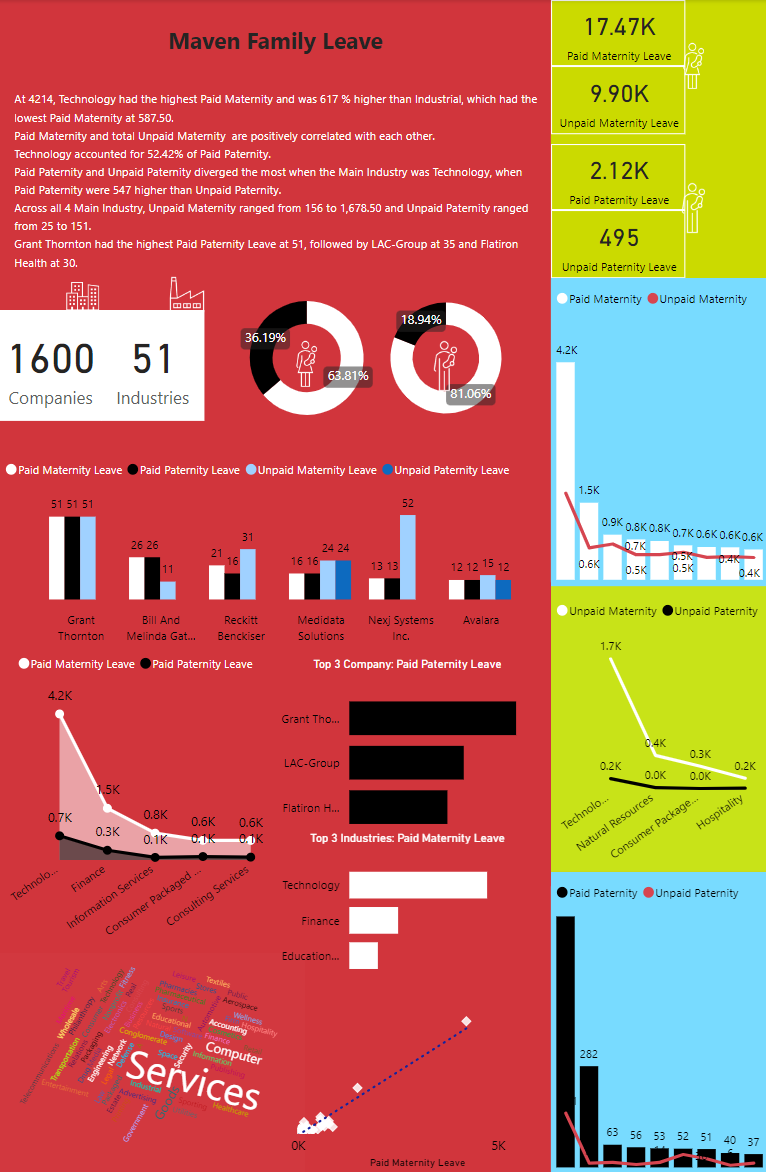 Maven Family Leave
At 4214, Technology had the highest Paid Maternity and was 617 % higher than Industrial, which had the
lowest Paid Maternity at 587.50.
Paid Maternity and total Unpaid Maternity  are positively correlated with each other.
Technology accounted for 52.42% of Paid Paternity.
Paid Paternity and Unpaid Paternity diverged the most when the Main Industry was Technology, when
Paid Paternity were 547 higher than Unpaid Paternity.
Across all 4 Main Industry, Unpaid Maternity ranged from 156 to 1,678.50 and Unpaid Paternity ranged
from 25 to 151.
Grant Thornton had the highest Paid Paternity Leave at 51, followed by LAC-Group at 35 and Flatiron
Health at 30.
17.47K
Paid Maternity Leave
9.90K
Unpaid Maternity Leave
2.12K
Paid Paternity Leave
495
Unpaid Paternity Leave
1600 51
Companies Industries
36.19%
63.81%
18.94%
81.06%
Paid Maternity Unpaid Maternity
4.2K
1.5K
0.9K 0.8K 0.8K 0.7K 0.6K 0.6K 0.6K
0.7K 0.5K 0.4K
0.6K 0.5K 0.5K 0.4K
Paid Maternity Leave Paid Paternity Leave Unpaid Maternity Leave Unpaid Paternity Leave
51 51 51
26 26 11
21 16 31
16 16 24 24
13 13 52
12 12 15 12
Grant
Thornton
Bill And
Melinda Gat...
Reckitt
Benckiser
Medidata
Solutions
Nexj Systems
Inc.
Avalara
Unpaid Maternity Unpaid Paternity
1.7K
0.4K
0.3K
0.2K
0.2K
0.0K
0.0K
Technolo...
Natural Resources
Consumer Package...
Hospitality
Paid Maternity Leave Paid Paternity Leave
4.2K
1.5K
0.8K
0.6K
0.6K
0.7K
0.3K
0.1K
0.1K
0.1K
Technolo...
Finance
Information Services
Consumer Packaged ...
Consulting Services
Top 3 Company: Paid Paternity Leave
Grant Tho...
LAC-Group
Flatiron H...
Top 3 Industries: Paid Maternity Leave
Technology
Finance
Education...
Paid Paternity Unpaid Paternity
282
63 56 53 52 51 40 37
Travel
Leisure
Textiles
Public
Aerospace
Wellness
Hospitality
Accounting
Finance
Computer
Information
Publishing
Services
Security
Space
Design
Conglomerate
Educational
Sports
Automotive
Wholesale
Philanthropy
Transportation
Telecommunications
Packaging
Engineering
Network
Defense
Entertainment
Industrial
Advertising
Government
Goods
Healthcare
Technology
Fitness
Arts
0K 5K
Paid Maternity Leave